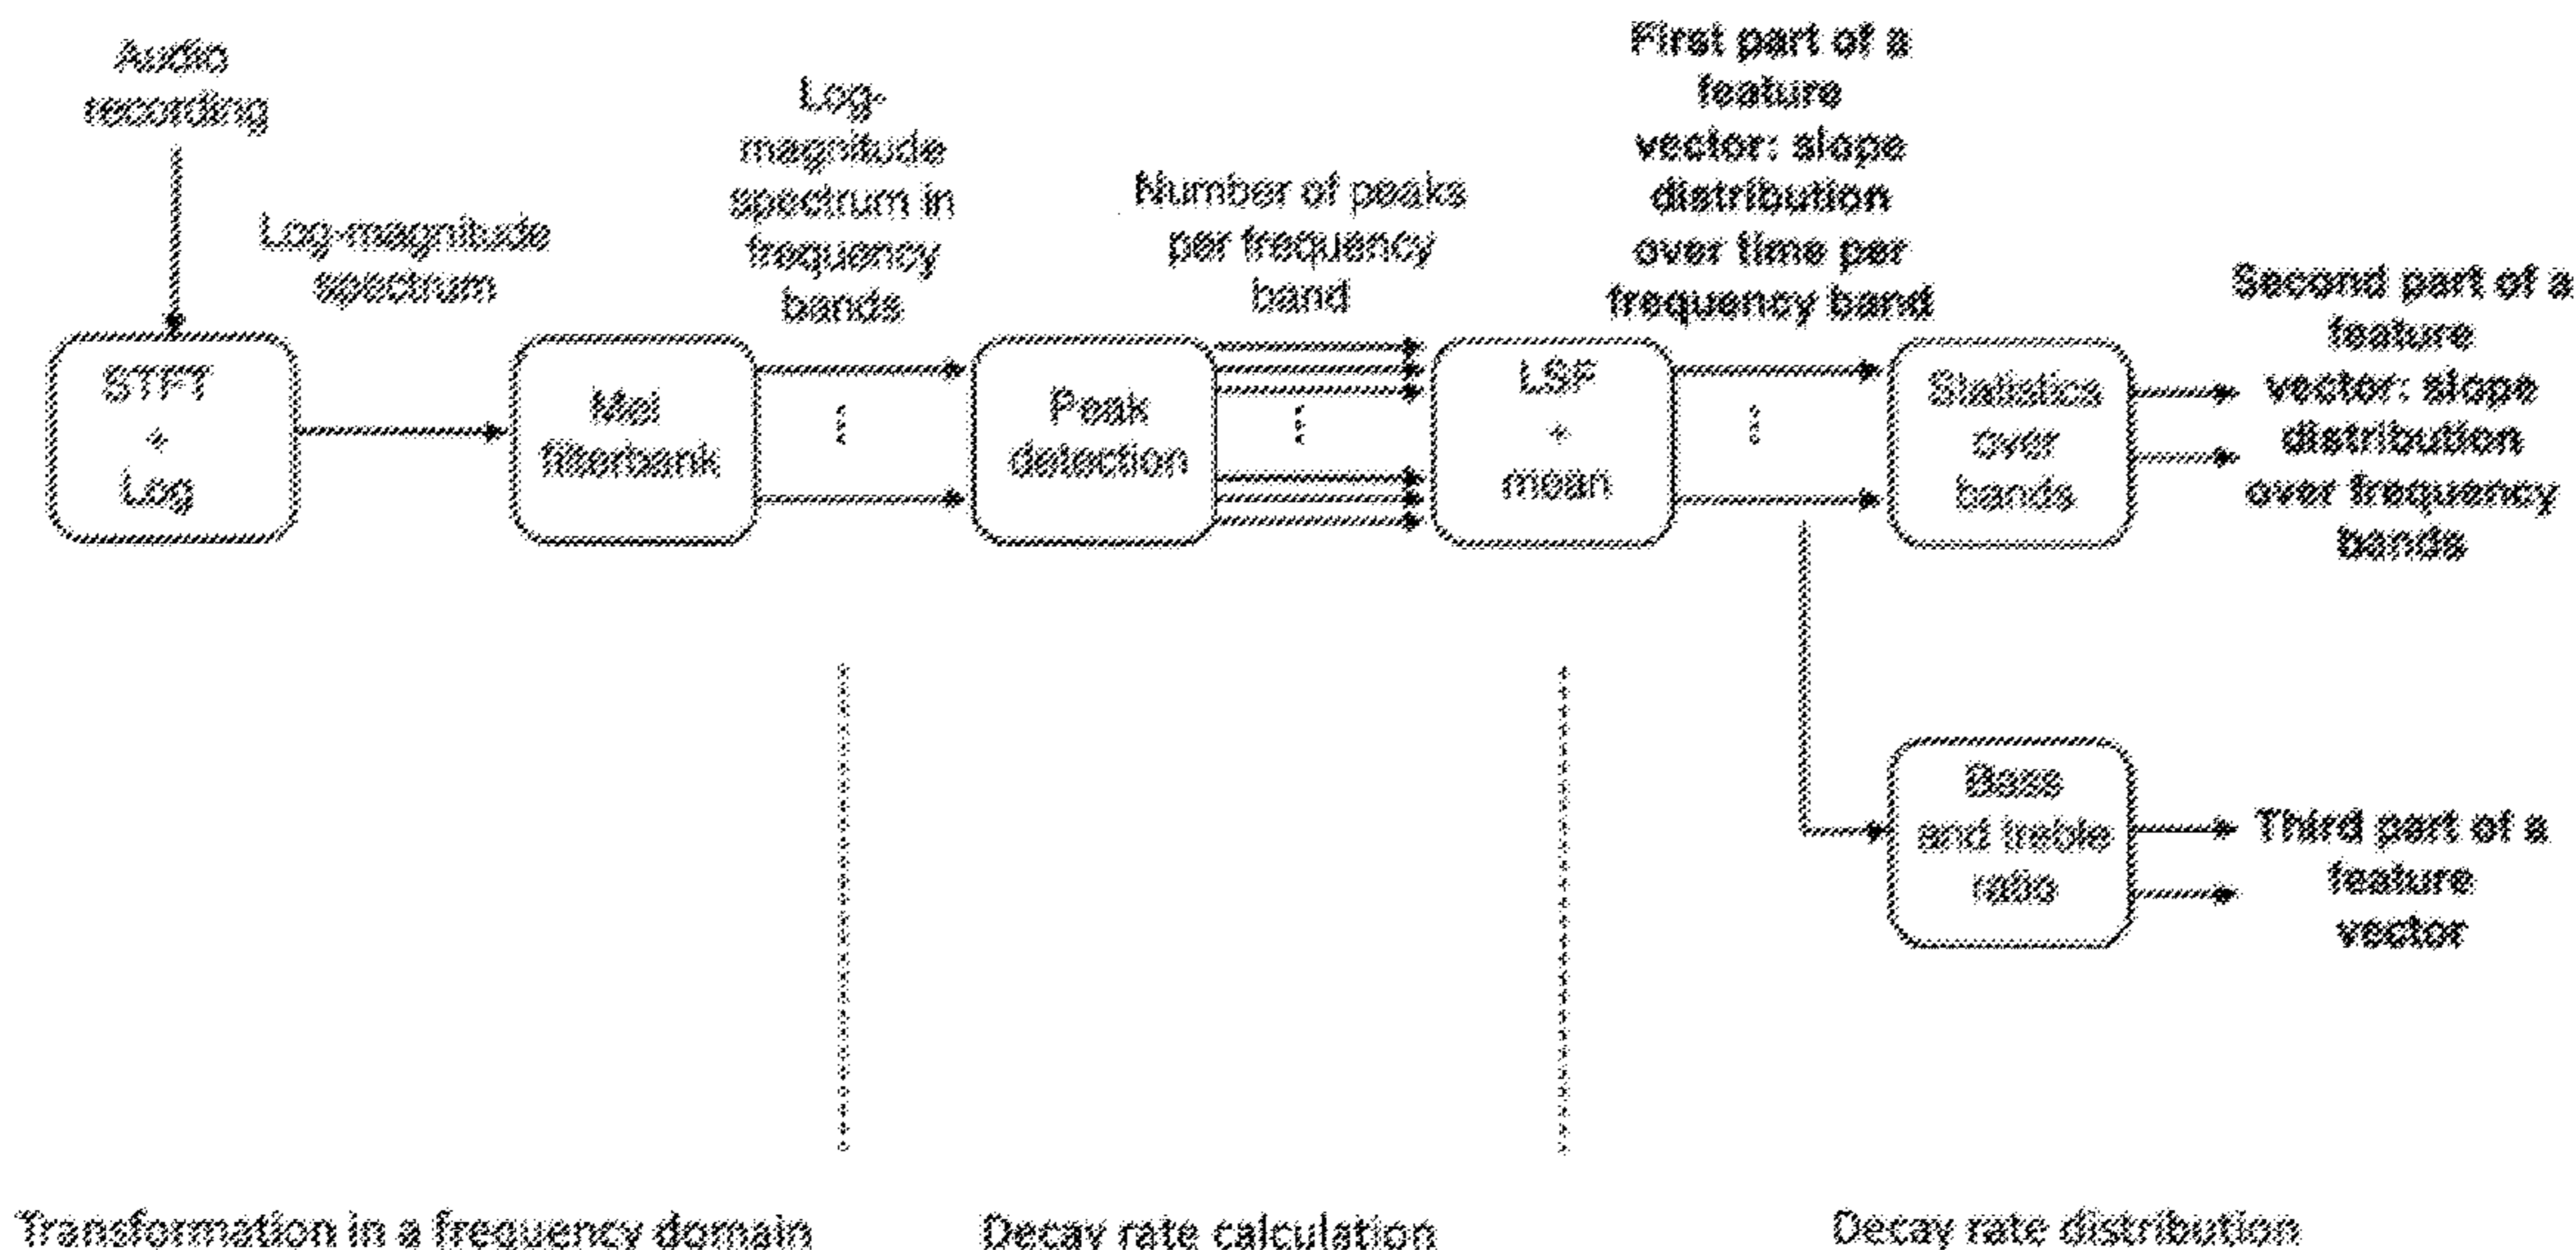 Audio
recording
Log-magnitude
spectrum
Log-
magnitude
spectrum in
frequency
bands
Number of peaks
per frequency
band
First part of a
feature
vector: slope
distribution
over time per
frequency band
Second part of a
feature
vector: slope
distribution
over frequency
bands
STFT
+
Log
Mel
filterbank
Peak
detection
LSF
+
mean
Statistics
over
bands
Bass
and treble
ratio
Third part of a
feature
vector
Transformation in a frequency domain
Decay rate calculation
Decay rate distribution